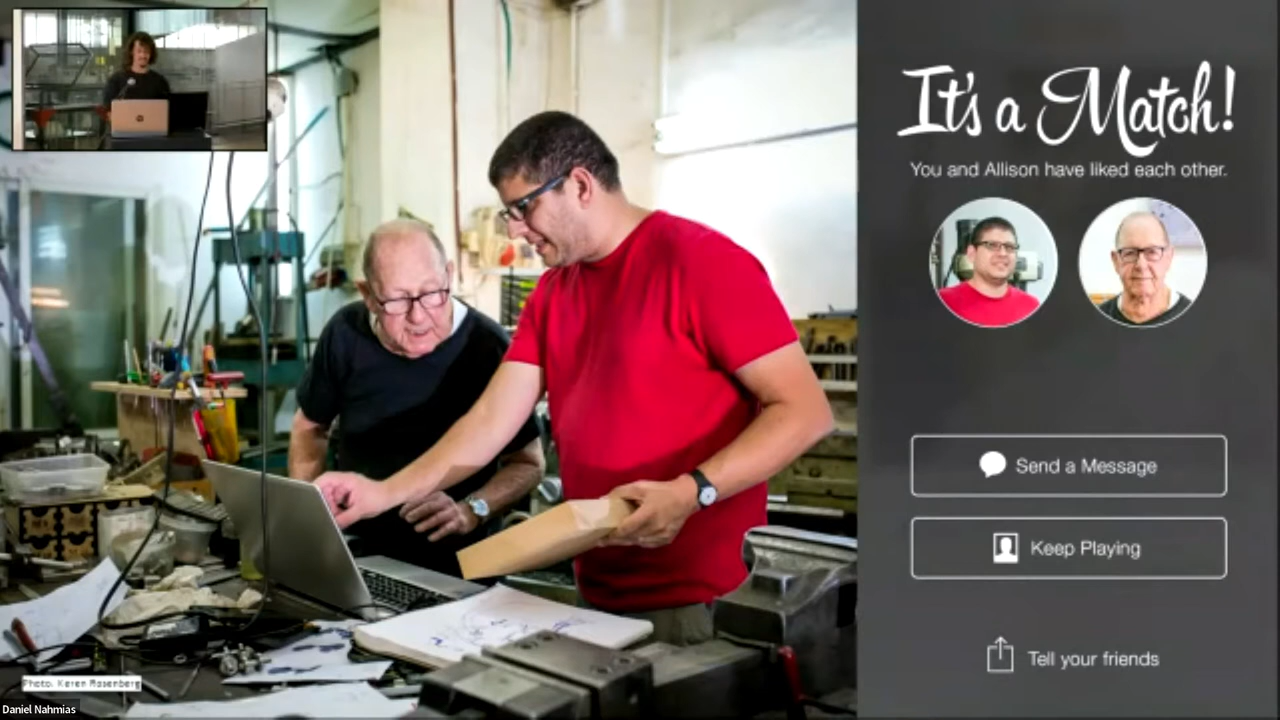 It's a Match!
You and Allison have liked each other.
Send a Message
Keep Playing
Tell your friends
Photo: Keren Rosenberg
Daniel Nahmias